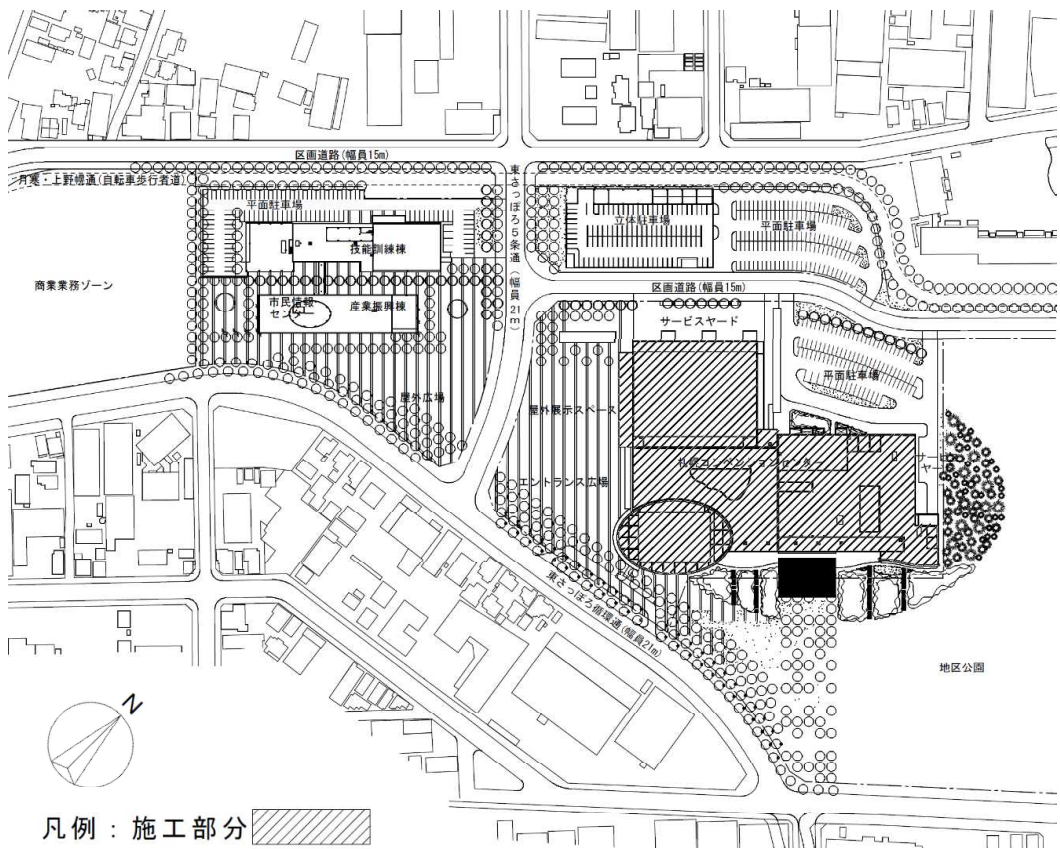 区画道路(幅員15m)
月寒・上野幌通(自転車歩行者道)
東さっぽろ5条通(幅員21m)
平面駐車場
立体駐車場
平面駐車場
技能訓練棟
商業業務ゾーン
区画道路(幅員15m)
市民情報
センター
産業振興棟
サービスヤード
平面駐車場
屋外広場
屋外展示スペース
札幌コンベンションセンター
サービス
ヤード
エントランス広場
東さっぽろ循環通(幅員21m)
地区公園
N
凡例：施工部分